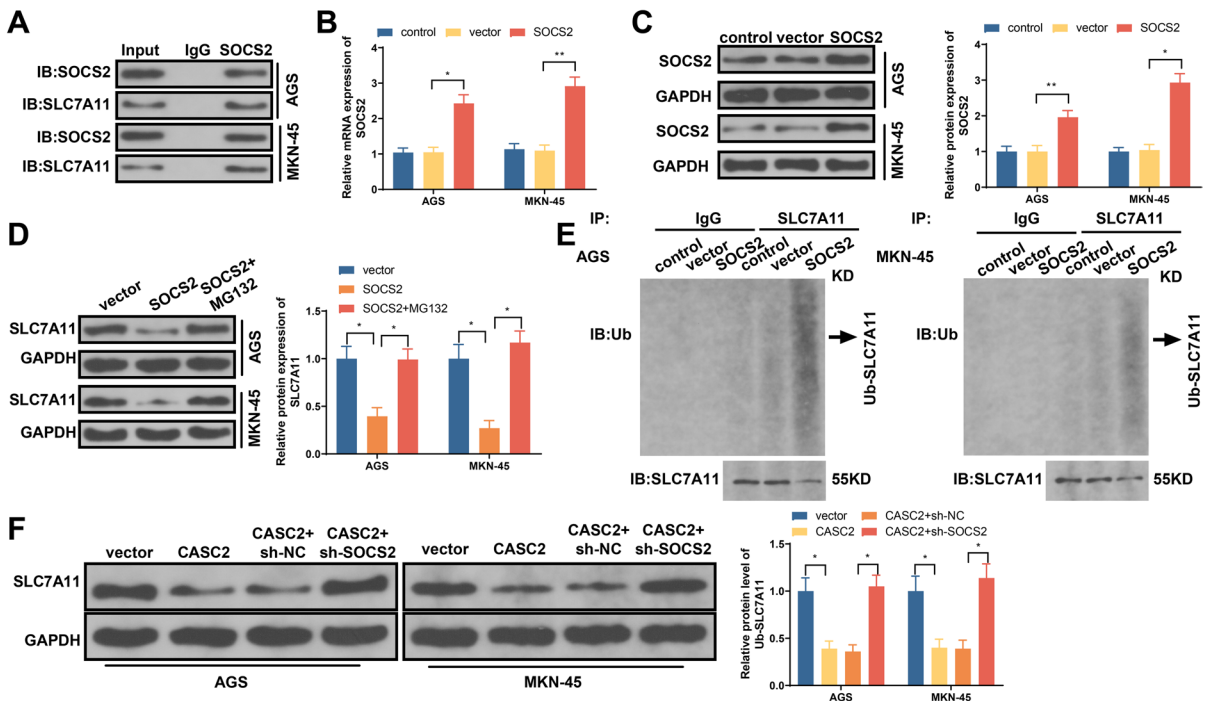 A
Input IgG SOCS2
IB:SOCS2
IB:SLC7A11
AGS
IB:SOCS2
IB:SLC7A11
MKN-45
B
control vector SOCS2
Relative mRNA expression of
SOCS2
4
3
2
1
0
*
**
AGS MKN-45
C
control vector SOCS2
SOCS2
GAPDH
AGS
SOCS2
GAPDH
MKN-45
control vector SOCS2
Relative protein expression of
SOCS2
4
3
2
1
0
**
*
AGS MKN-45
D
vector SOCS2 SOCS2+
MG132
SLC7A11
GAPDH
AGS
SLC7A11
GAPDH
MKN-45
vector
SOCS2
SOCS2+MG132
Relative protein expression of
SLC7A11
1.5
1.0
0.5
0.0
* *
* *
AGS MKN-45
E
IP: IgG SLC7A11
AGS
control vector SOCS2 control vector SOCS2
KD
IB:Ub
Ub-SLC7A11
IB:SLC7A11 55KD
IP: IgG SLC7A11
MKN-45
control vector SOCS2 control vector SOCS2
KD
IB:Ub
Ub-SLC7A11
IB:SLC7A11 55KD
F
vector CASC2 CASC2+
sh-NC CASC2+
sh-SOCS2
vector CASC2 CASC2+
sh-NC CASC2+
sh-SOCS2
SLC7A11
GAPDH
AGS MKN-45
vector CASC2+sh-NC
CASC2 CASC2+sh-SOCS2
Relative protein level of
Ub-SLC7A11
1.5
1.0
0.5
0.0
* *
* *
AGS MKN-45